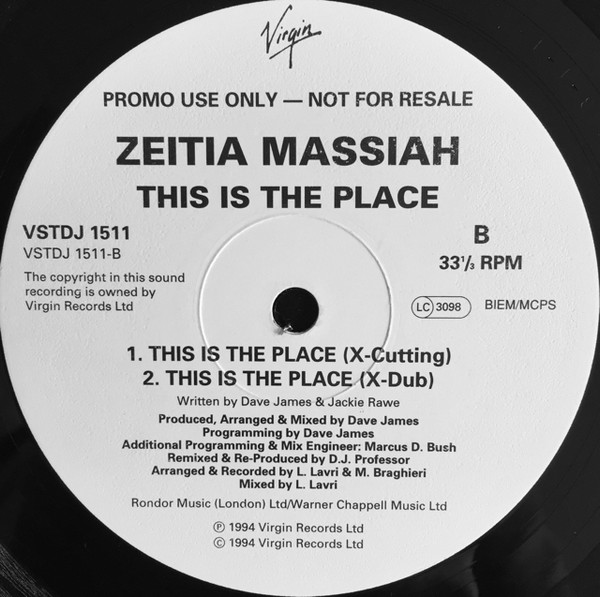 Virgin
PROMO USE ONLY — NOT FOR RESALE
ZEITIA MASSIAH
THIS IS THE PLACE
VSTDJ 1511
VSTDJ 1511-B
The copyright in this sound
recording is owned by
Virgin Records Ltd
B
33⅓ RPM
LC 3098
BIEM/MCPS
1. THIS IS THE PLACE (X-Cutting)
2. THIS IS THE PLACE (X-Dub)
Written by Dave James & Jackie Rawe
Produced, Arranged & Mixed by Dave James
Programming by Dave James
Additional Programming & Mix Engineer: Marcus D. Bush
Remixed & Re-Produced by D.J. Professor
Arranged & Recorded by L. Lavri & M. Braghieri
Mixed by L. Lavri
Rondor Music (London) Ltd/Warner Chappell Music Ltd
℗ 1994 Virgin Records Ltd
© 1994 Virgin Records Ltd